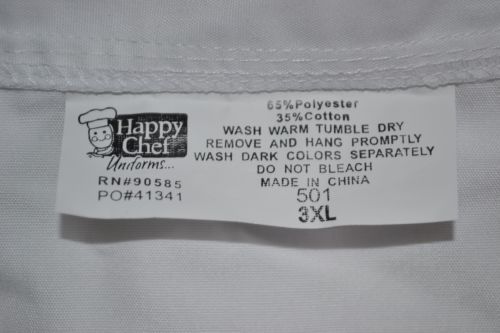 Happy
Chef
Uniforms...
RN#90585
PO#41341
65%Polyester
35%Cotton
WASH WARM TUMBLE DRY
REMOVE AND HANG PROMPTLY
WASH DARK COLORS SEPARATELY
DO NOT BLEACH
MADE IN CHINA
501
3XL